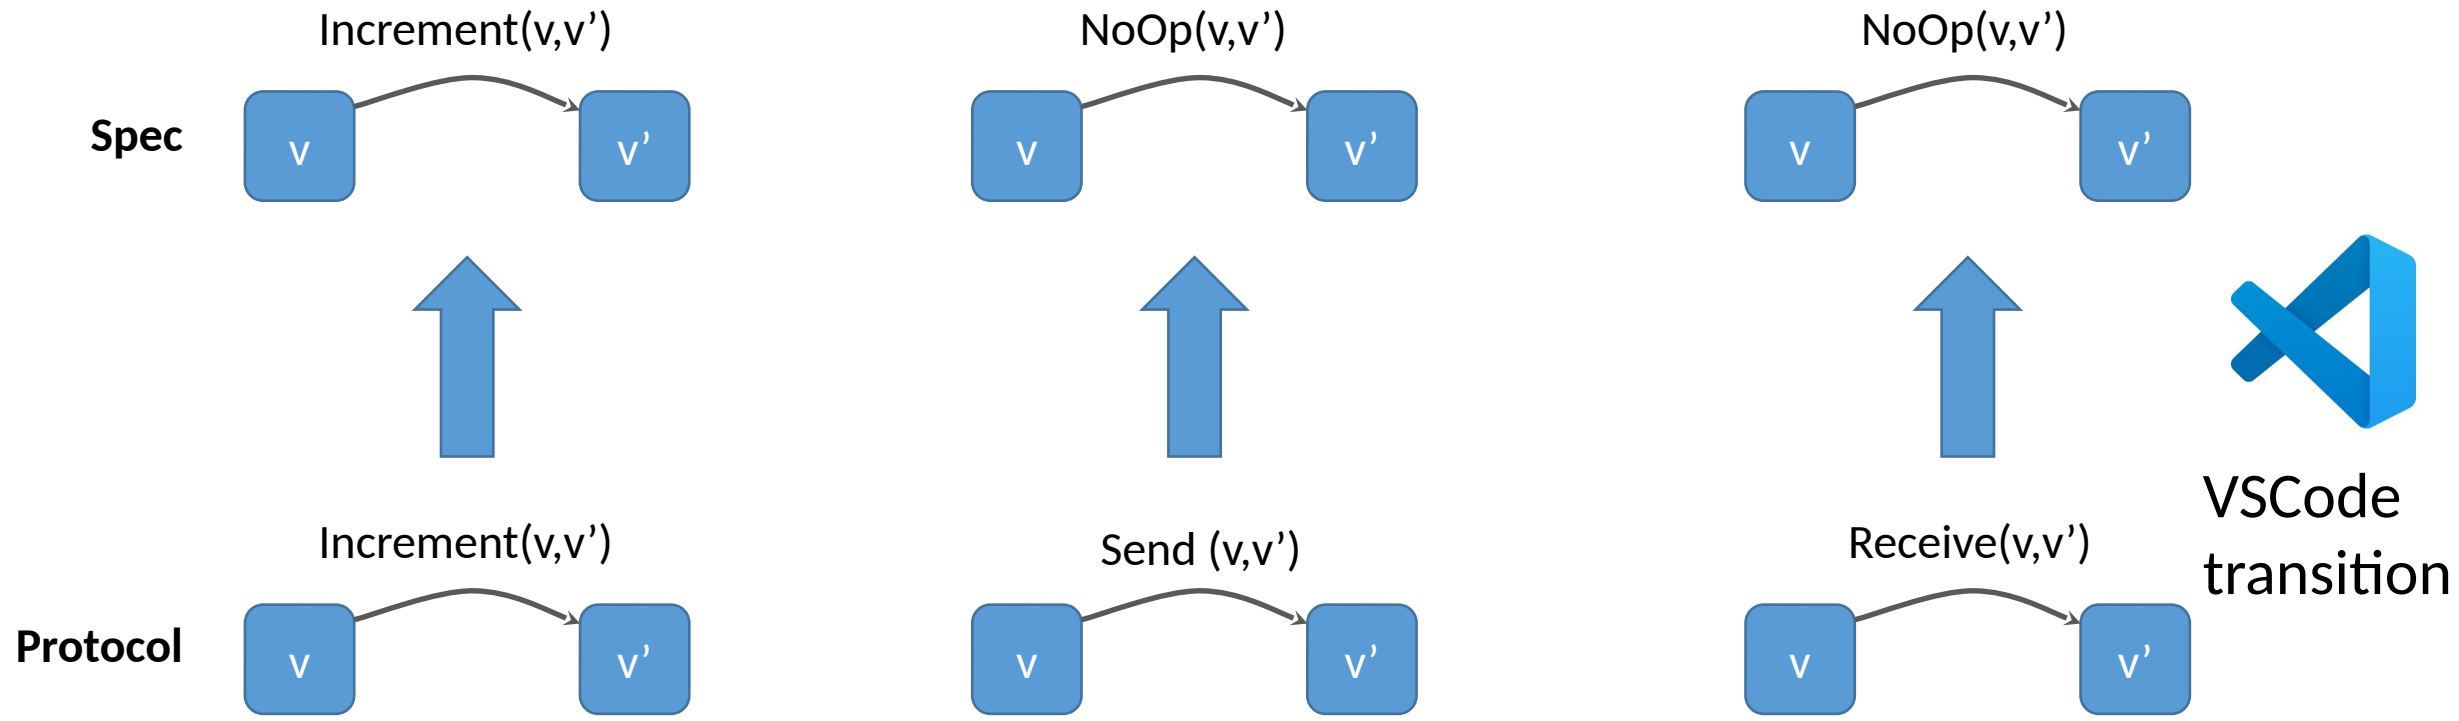 Increment(v,v’)
NoOp(v,v’)
NoOp(v,v’)
Spec
v
v’
v
v’
v
v’
VSCode
transition
Increment(v,v’)
Send (v,v’)
Receive(v,v’)
Protocol
v
v’
v
v’
v
v’